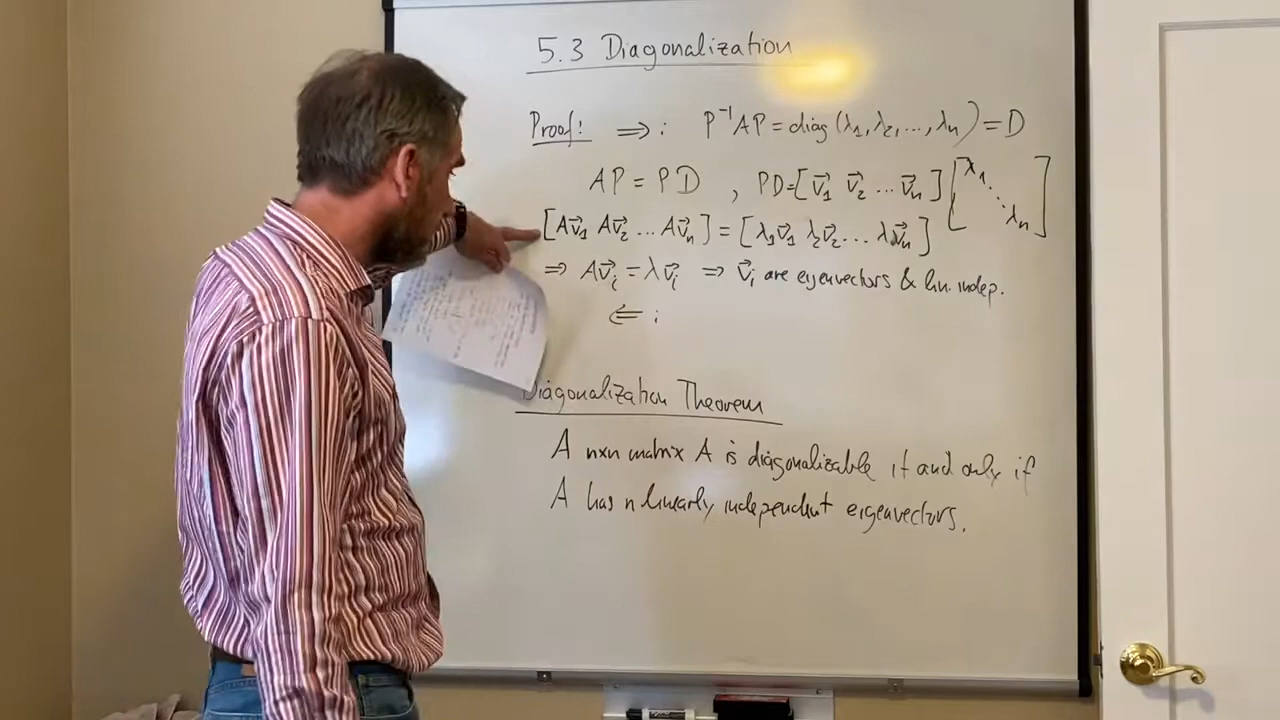 5.3 Diagonalization
Proof: ⟹: P⁻¹AP = diag(λ₁, λ₂, ..., λₙ) = D
AP = PD , PD = [v⃗₁ v⃗₂ ... v⃗ₙ] [λ₁ ⋱ λₙ]
[Av⃗₁ Av⃗₂ ... Av⃗ₙ] = [λ₁v⃗₁ λ₂v⃗₂ ... λₙv⃗ₙ]
⇒ Av⃗ᵢ = λv⃗ᵢ ⇒ v⃗ᵢ are eigenvectors & lin. indep.
⇐ :
Diagonalization Theorem
A nxn matrix A is diagonalizable if and only if
A has n linearly independent eigenvectors.